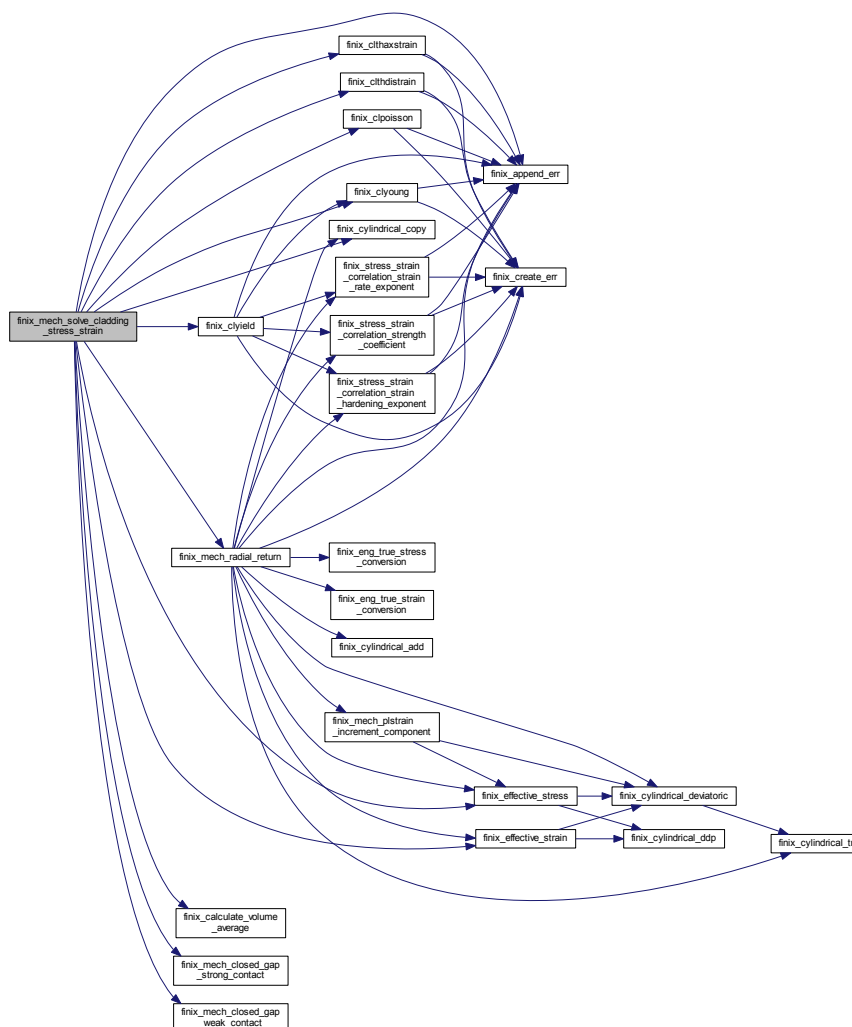 finix_clthaxstrain
finix_clthdistrain
finix_clpoisson
finix_append_err
finix_clyoung
finix_cylindrical_copy
finix_stress_strain
_correlation_strain
_rate_exponent
finix_create_err
finix_mech_solve_cladding
_stress_strain
finix_clyield
finix_stress_strain
_correlation_strength
_coefficient
finix_stress_strain
_correlation_strain
_hardening_exponent
finix_mech_radial_return
finix_eng_true_stress
_conversion
finix_eng_true_strain
_conversion
finix_cylindrical_add
finix_mech_plstrain
_increment_component
finix_effective_stress
finix_cylindrical_deviatoric
finix_effective_strain
finix_cylindrical_ddp
finix_cylindrical_tr
finix_calculate_volume
_average
finix_mech_closed_gap
_strong_contact
finix_mech_closed_gap
_weak_contact